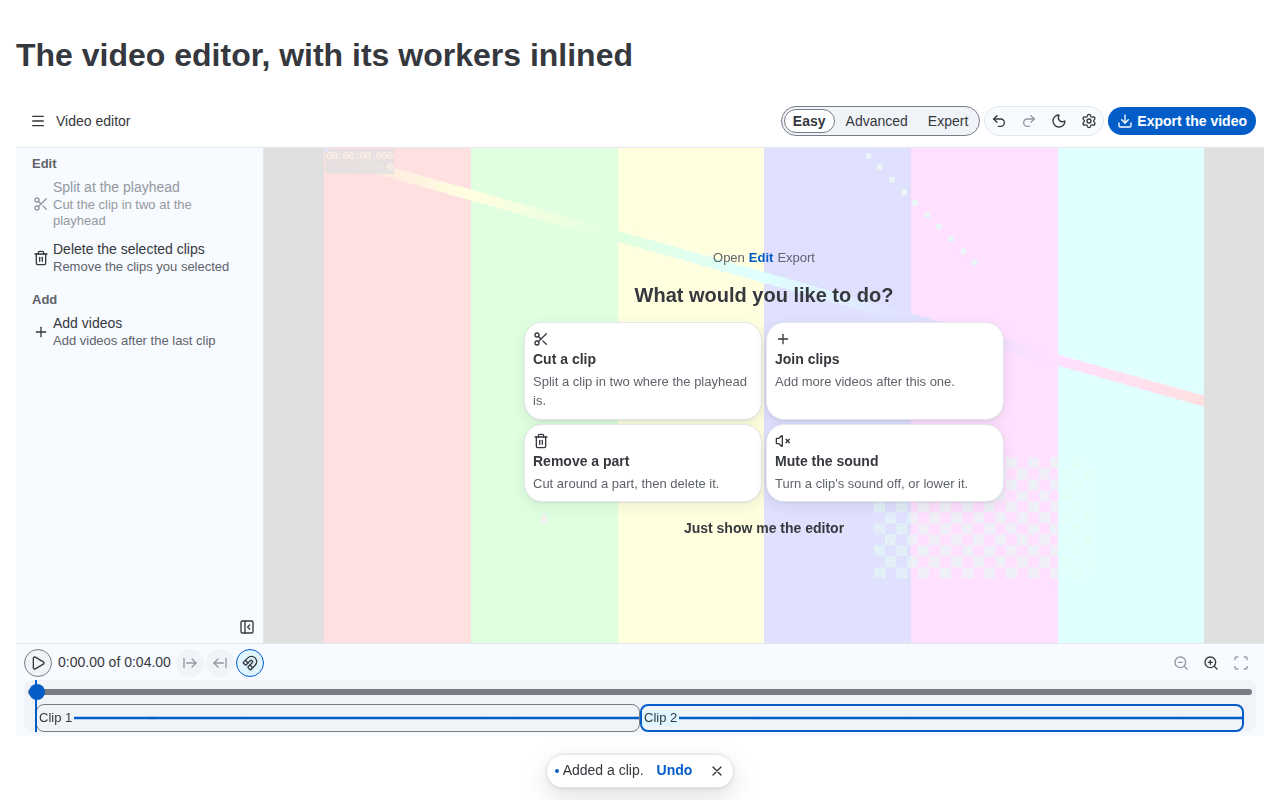 The video editor, with its workers inlined
Video editor
Easy Advanced Expert
Export the video
Edit
Split at the playhead
Cut the clip in two at the
playhead
Delete the selected clips
Remove the clips you selected
Add
Add videos
Add videos after the last clip
00:00:00.000
0
Open Edit Export
What would you like to do?
Cut a clip
Split a clip in two where the playhead
is.
Join clips
Add more videos after this one.
Remove a part
Cut around a part, then delete it.
Mute the sound
Turn a clip's sound off, or lower it.
Just show me the editor
0:00.00 of 0:04.00
Clip 1
Clip 2
Added a clip. Undo